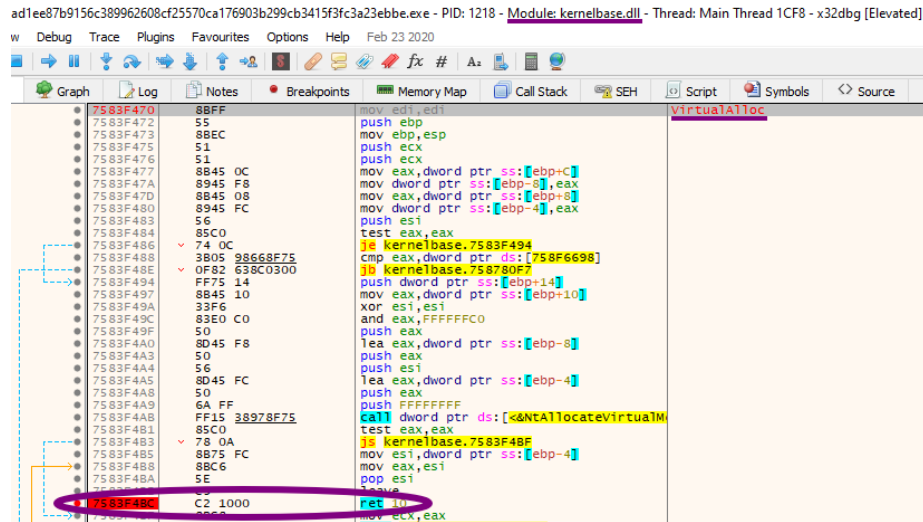 ad1ee87b9156c389962608cf25570ca176903b299cb3415f3fc3a23ebbe.exe - PID: 1218 - Module: kernelbase.dll - Thread: Main Thread 1CF8 - x32dbg [Elevated]
w Debug Trace Plugins Favourites Options Help Feb 23 2020
Graph Log Notes Breakpoints Memory Map Call Stack SEH Script Symbols Source
7583F470 8BFF mov edi,edi VirtualAlloc
7583F472 55 push ebp
7583F473 8BEC mov ebp,esp
7583F475 51 push ecx
7583F476 51 push ecx
7583F477 8B45 0C mov eax,dword ptr ss:[ebp+C]
7583F47A 8945 F8 mov dword ptr ss:[ebp-8],eax
7583F47D 8B45 08 mov eax,dword ptr ss:[ebp+8]
7583F480 8945 FC mov dword ptr ss:[ebp-4],eax
7583F483 56 push esi
7583F484 85C0 test eax,eax
7583F486 74 0C je kernelbase.7583F494
7583F488 3B05 98668F75 cmp eax,dword ptr ds:[758F6698]
7583F48E 0F82 638C0300 jb kernelbase.758780F7
7583F494 FF75 14 push dword ptr ss:[ebp+14]
7583F497 8B45 10 mov eax,dword ptr ss:[ebp+10]
7583F49A 33F6 xor esi,esi
7583F49C 83E0 C0 and eax,FFFFFFC0
7583F49F 50 push eax
7583F4A0 8D45 F8 lea eax,dword ptr ss:[ebp-8]
7583F4A3 50 push eax
7583F4A4 56 push esi
7583F4A5 8D45 FC lea eax,dword ptr ss:[ebp-4]
7583F4A8 50 push eax
7583F4A9 6A FF push FFFFFFFF
7583F4AB FF15 38978F75 call dword ptr ds:[<&NtAllocateVirtualMe
7583F4B1 85C0 test eax,eax
7583F4B3 78 0A js kernelbase.7583F4BF
7583F4B5 8B75 FC mov esi,dword ptr ss:[ebp-4]
7583F4B8 8BC6 mov eax,esi
7583F4BA 5E pop esi
leave
7583F4BC C2 1000 ret 10
mov ecx,eax